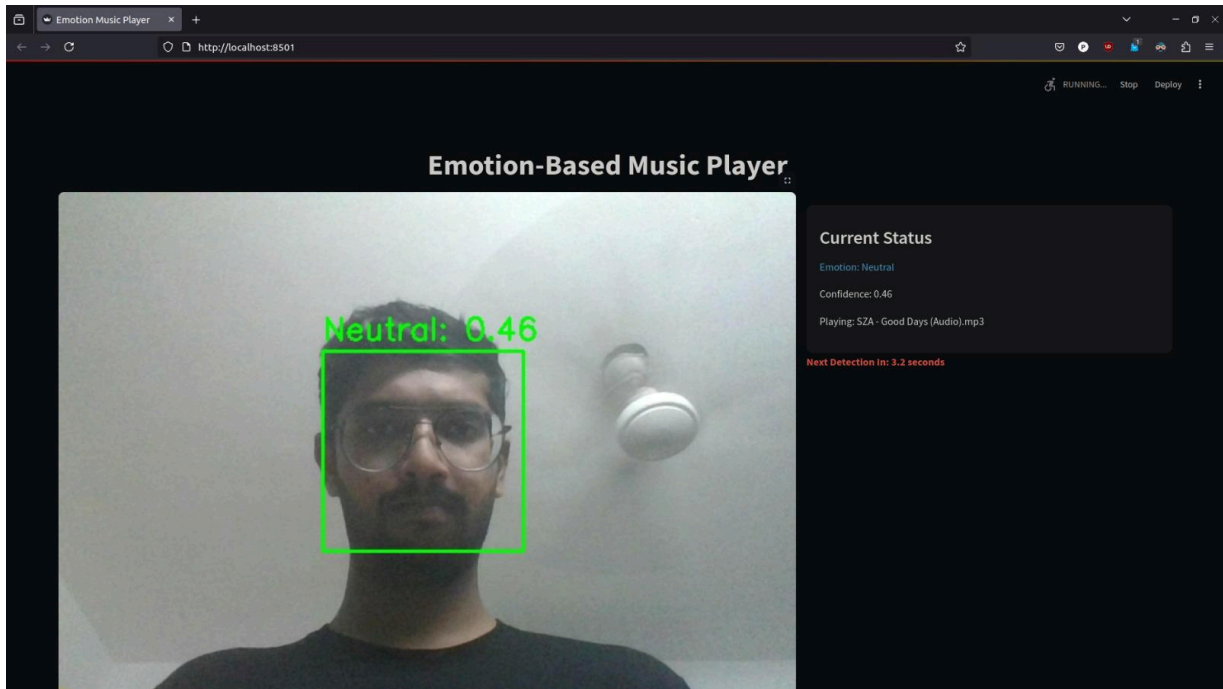 Emotion Music Player
http://localhost:8501
RUNNING... Stop Deploy
Emotion-Based Music Player
Neutral: 0.46
Current Status
Emotion: Neutral
Confidence: 0.46
Playing: SZA - Good Days (Audio).mp3
Next Detection in: 3.2 seconds